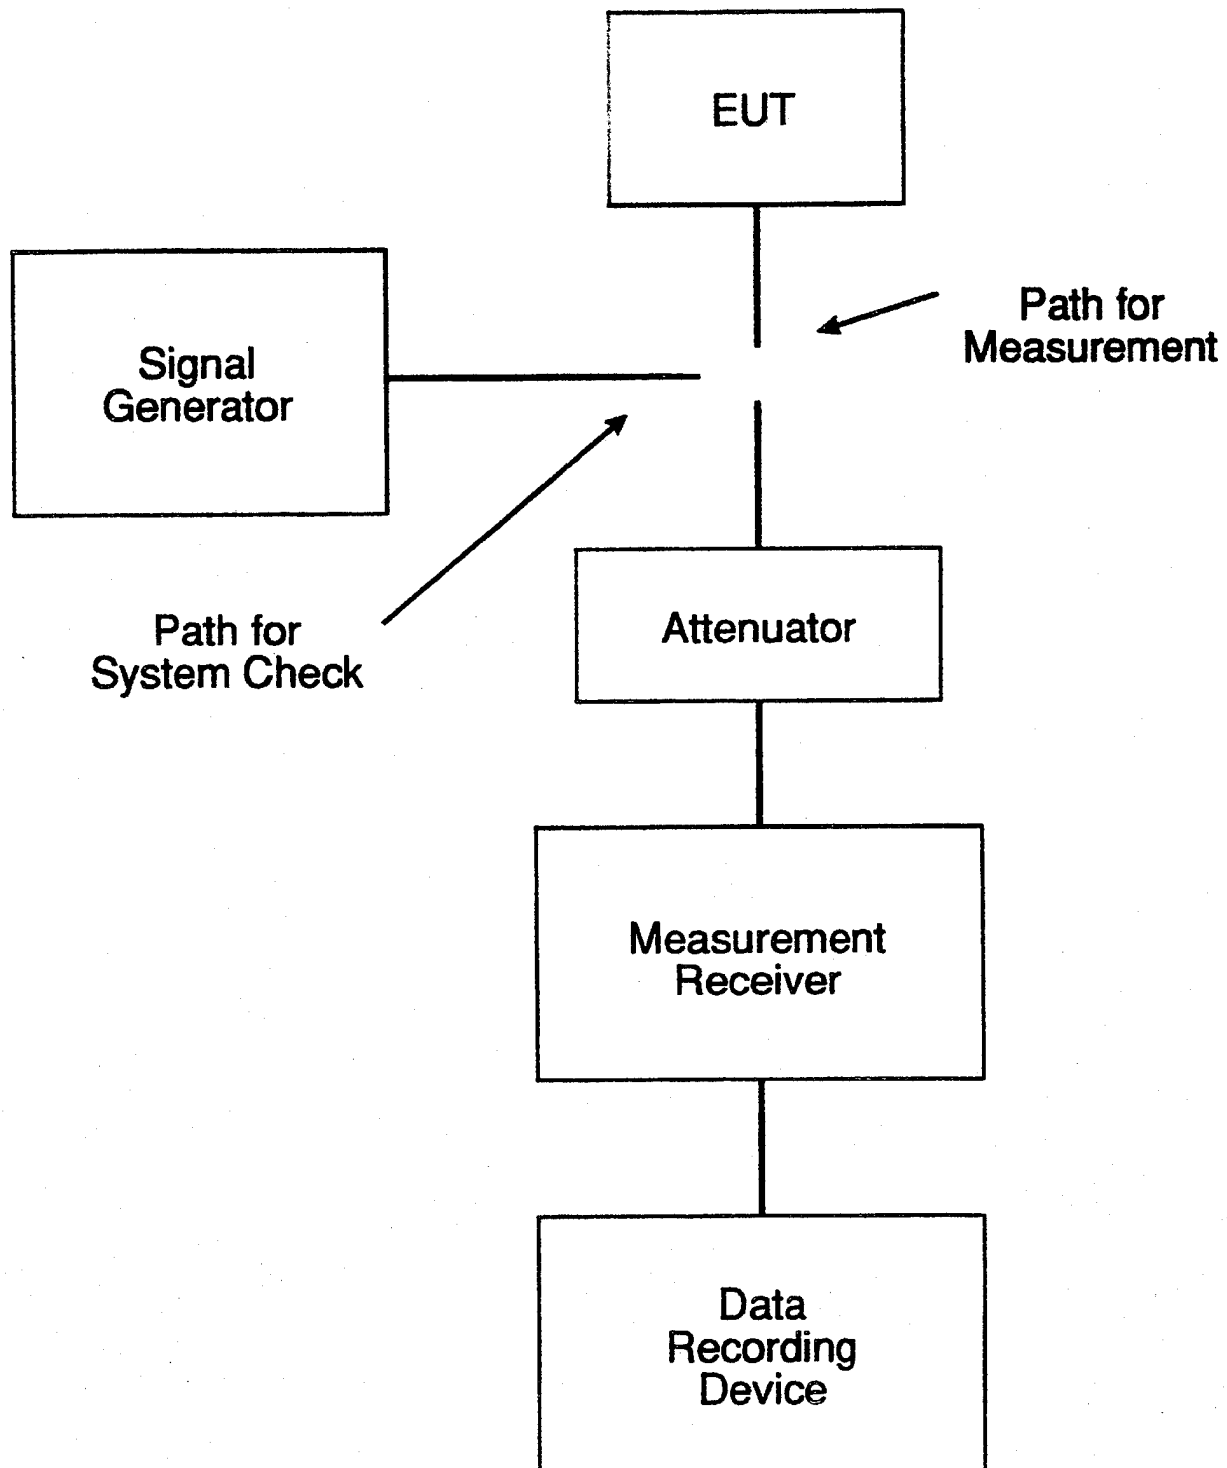 EUT
Path for
Measurement
Signal
Generator
Path for
System Check
Attenuator
Measurement
Receiver
Data
Recording
Device